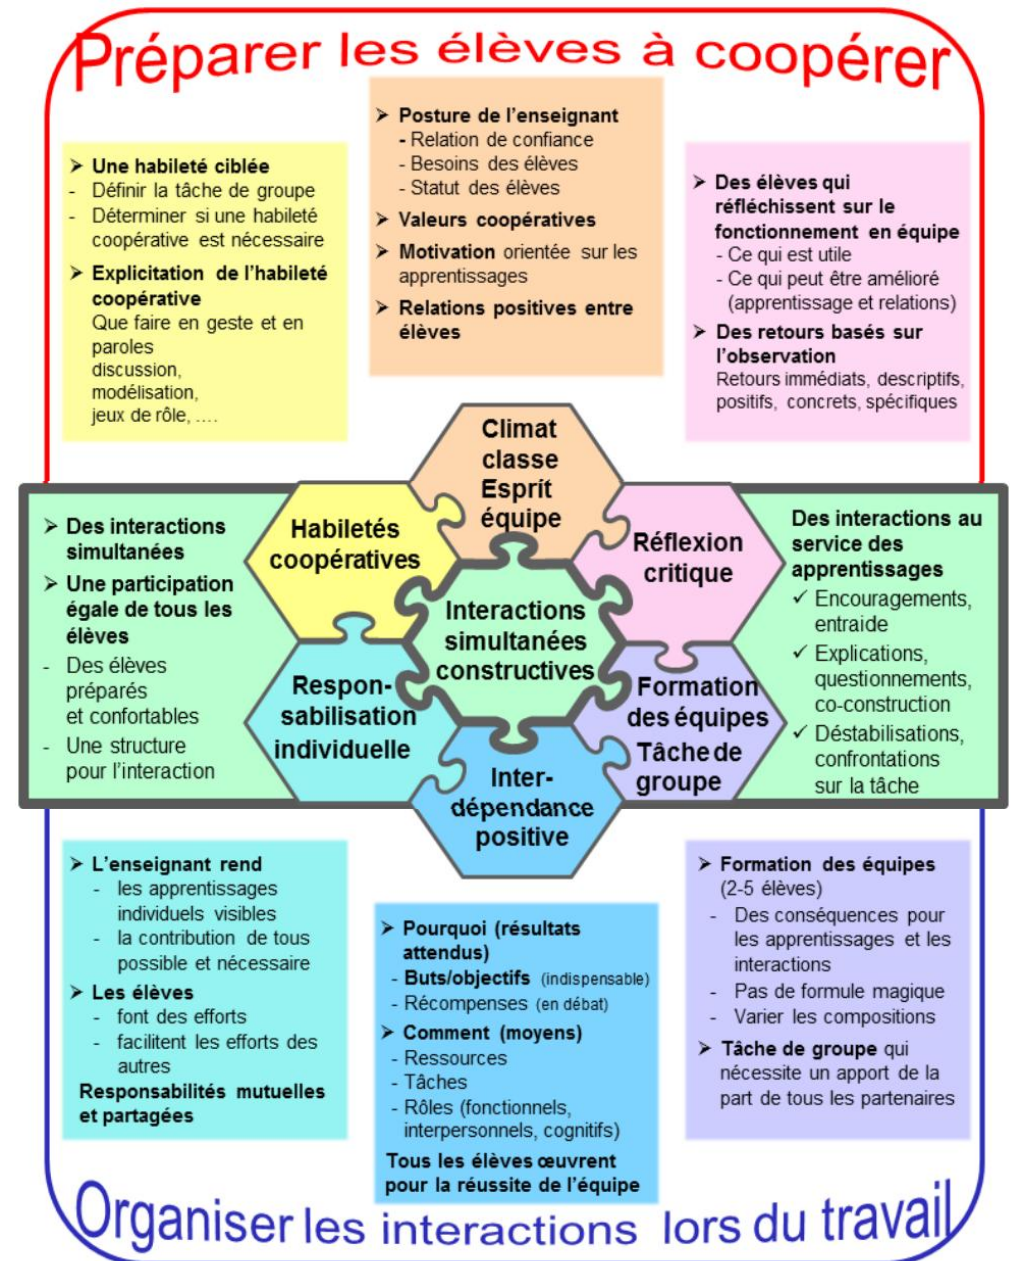 Préparer les élèves à coopérer
➢ Posture de l'enseignant
- Relation de confiance
- Besoins des élèves
- Statut des élèves
➢ Valeurs coopératives
➢ Motivation orientée sur les
apprentissages
➢ Relations positives entre
élèves
➢ Une habileté ciblée
- Définir la tâche de groupe
- Déterminer si une habileté
coopérative est nécessaire
➢ Explicitation de l'habileté
coopérative
Que faire en geste et en
paroles
discussion,
modélisation,
jeux de rôle, ....
➢ Des élèves qui
réfléchissent sur le
fonctionnement en équipe
- Ce qui est utile
- Ce qui peut être amélioré
(apprentissage et relations)
➢ Des retours basés sur
l'observation
Retours immédiats, descriptifs,
positifs, concrets, spécifiques
Climat
classe
Esprit
équipe
Habiletés
coopératives
Réflexion
critique
Interactions
simultanées
constructives
Respon-
sabilisation
individuelle
Formation
des équipes
Tâche de
groupe
Inter-
dépendance
positive
➢ Des interactions
simultanées
➢ Une participation
égale de tous les
élèves
- Des élèves
préparés
et confortables
- Une structure
pour l'interaction
Des interactions au
service des
apprentissages
✓ Encouragements,
entraide
✓ Explications,
questionnements,
co-construction
✓ Déstabilisations,
confrontations
sur la tâche
➢ L'enseignant rend
- les apprentissages
individuels visibles
- la contribution de tous
possible et nécessaire
➢ Les élèves
- font des efforts
- facilitent les efforts des
autres
Responsabilités mutuelles
et partagées
➢ Pourquoi (résultats
attendus)
- Buts/objectifs (indispensable)
- Récompenses (en débat)
➢ Comment (moyens)
- Ressources
- Tâches
- Rôles (fonctionnels,
interpersonnels, cognitifs)
Tous les élèves œuvrent
pour la réussite de l'équipe
➢ Formation des équipes
(2-5 élèves)
- Des conséquences pour
les apprentissages et les
interactions
- Pas de formule magique
- Varier les compositions
➢ Tâche de groupe qui
nécessite un apport de la
part de tous les partenaires
Organiser les interactions lors du travail